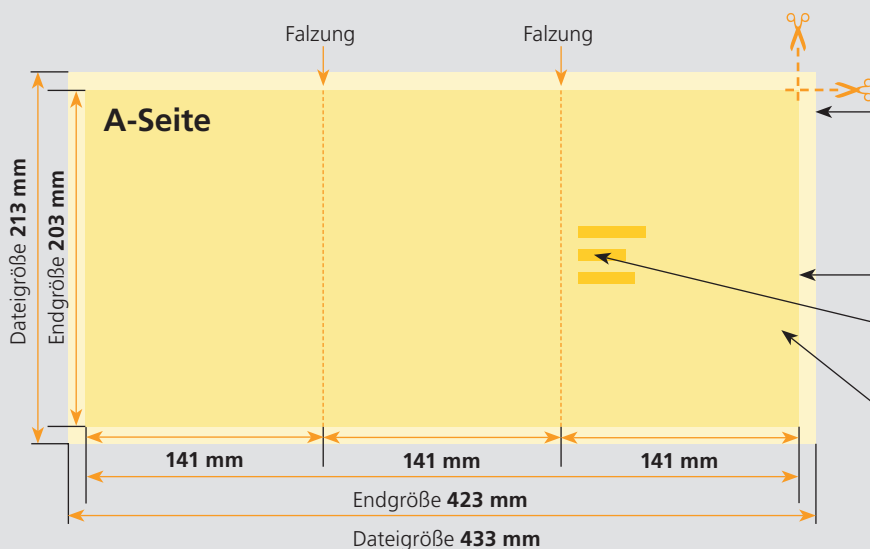 Falzung
Falzung
A-Seite
Dateigröße 213 mm
Endgröße 203 mm
141 mm
141 mm
141 mm
Endgröße 423 mm
Dateigröße 433 mm